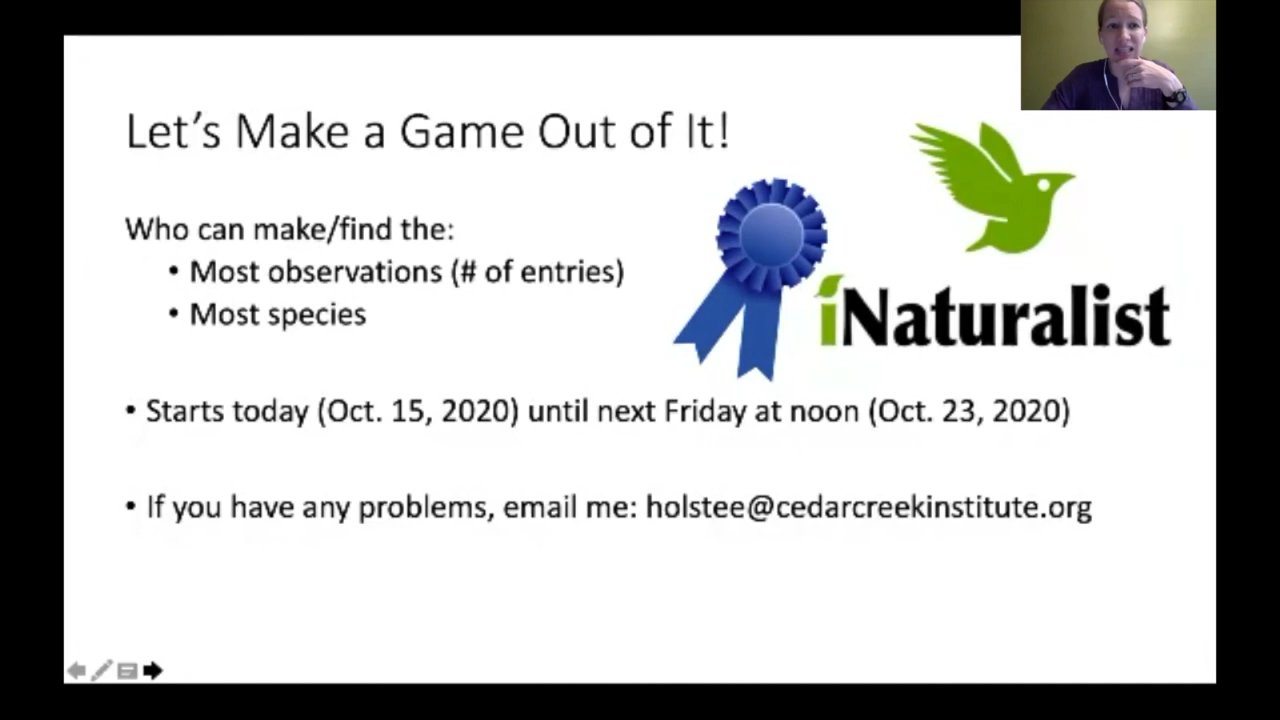 Let's Make a Game Out of It!
Who can make/find the:
• Most observations (# of entries)
• Most species
iNaturalist
• Starts today (Oct. 15, 2020) until next Friday at noon (Oct. 23, 2020)
• If you have any problems, email me: holstee@cedarcreekinstitute.org